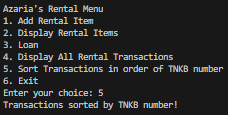 Azaria's Rental Menu
1. Add Rental Item
2. Display Rental Items
3. Loan
4. Display All Rental Transactions
5. Sort Transactions in order of TNKB number
6. Exit
Enter your choice: 5
Transactions sorted by TNKB number!